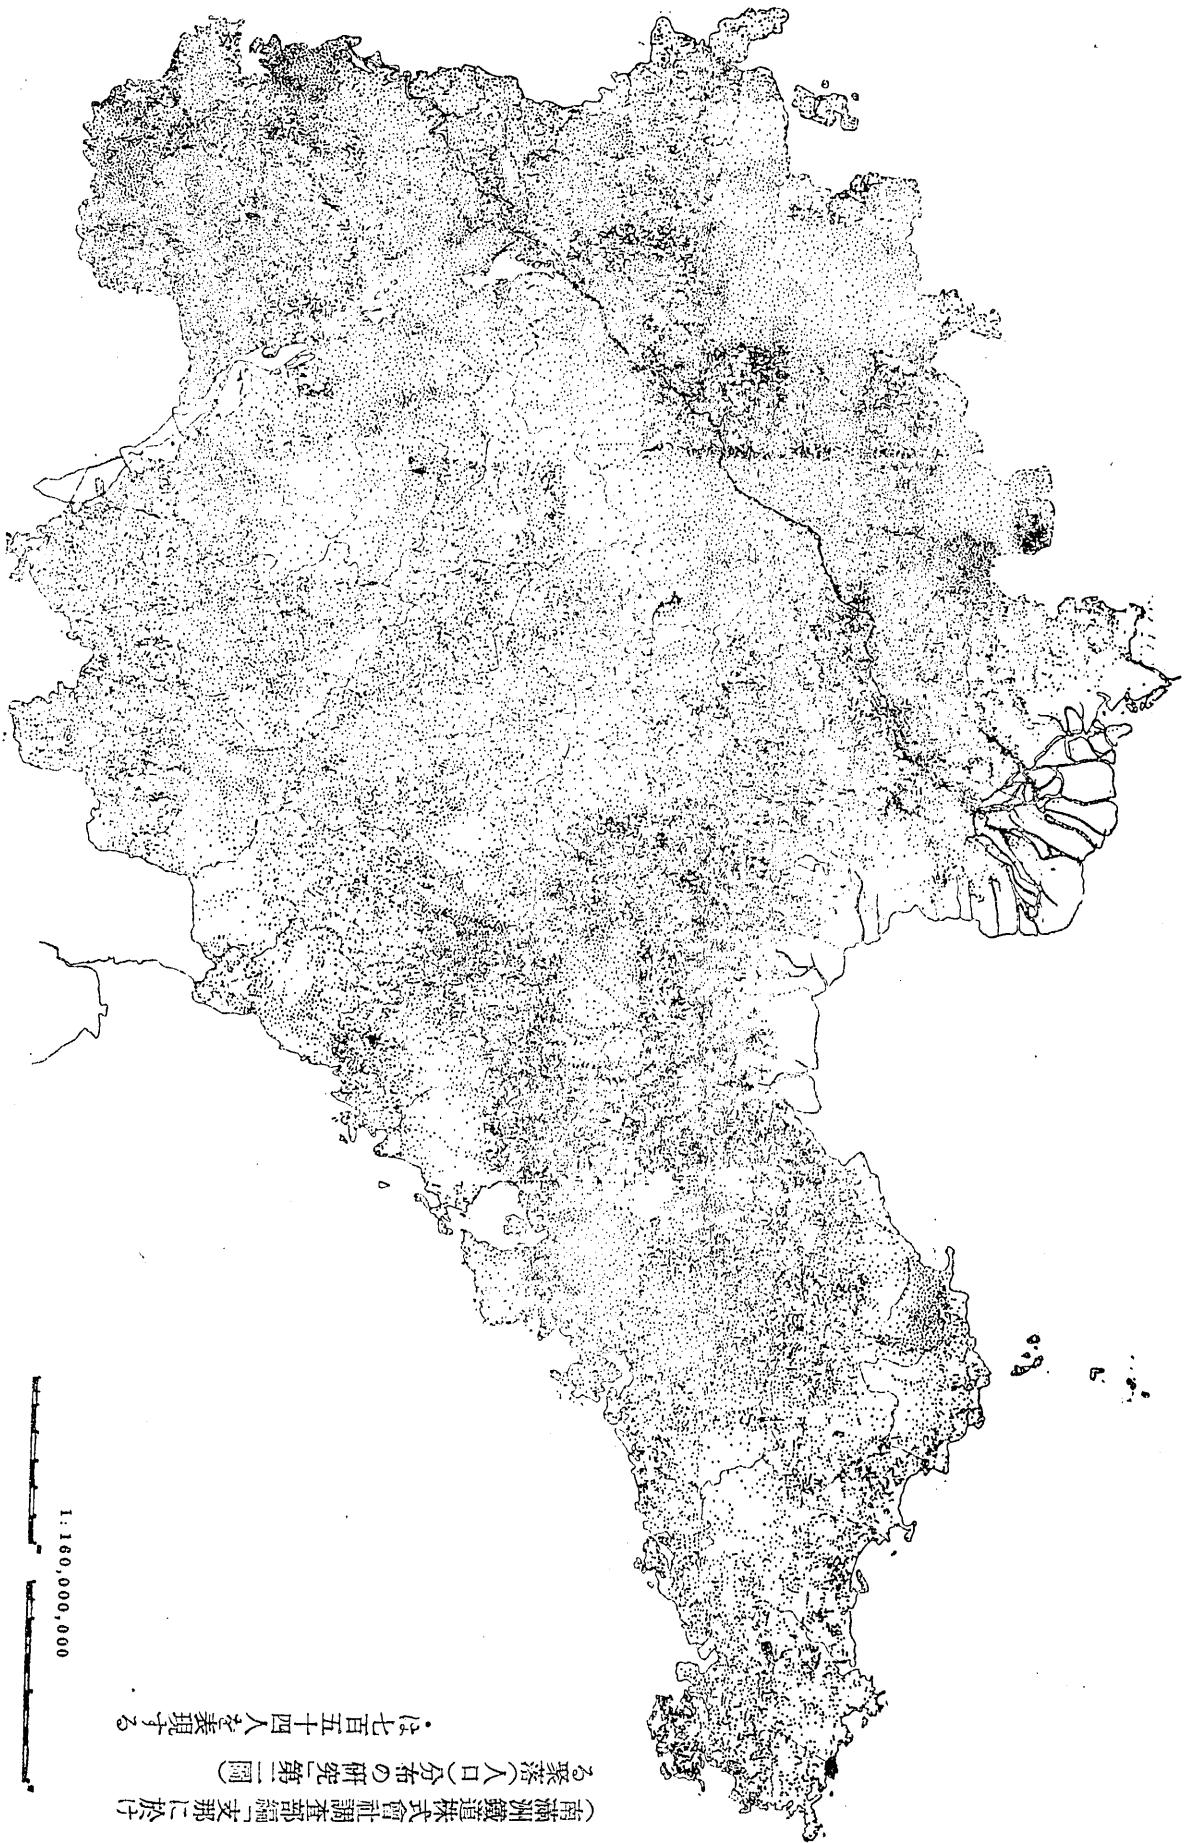 （南滿洲鐵道株式會社調査部編「支那に於け
る聚落（人口）分布の研究」第二圖）
・は七百五十四人を表現する
1:160,000,000